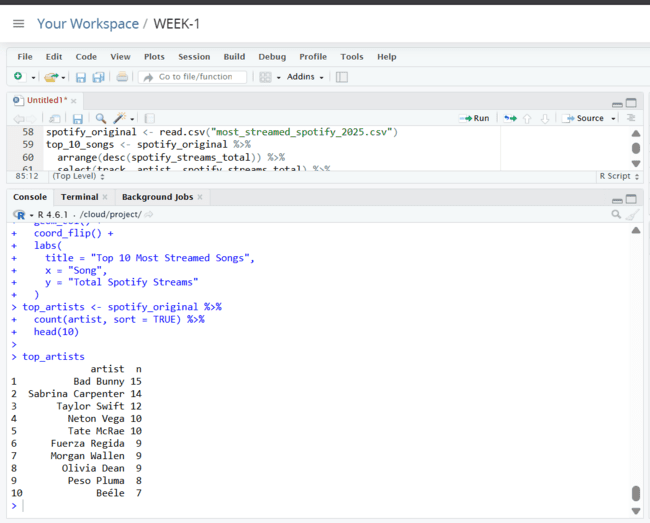 Your Workspace / WEEK-1
File Edit Code View Plots Session Build Debug Profile Tools Help
Go to file/function Addins
Untitled1*
Run Source
58 spotify_original <- read.csv("most_streamed_spotify_2025.csv")
59 top_10_songs <- spotify_original %>%
60 arrange(desc(spotify_streams_total)) %>%
61 select(track, artist, spotify_streams_total) %>%
85:12 (Top Level) R Script
Console Terminal Background Jobs
R 4.6.1 · /cloud/project/
+ geom_col() +
+ coord_flip() +
+ labs(
+ title = "Top 10 Most Streamed Songs",
+ x = "Song",
+ y = "Total Spotify Streams"
+ )
> top_artists <- spotify_original %>%
+ count(artist, sort = TRUE) %>%
+ head(10)
>
> top_artists
artist n
1 Bad Bunny 15
2 Sabrina Carpenter 14
3 Taylor Swift 12
4 Neton Vega 10
5 Tate McRae 10
6 Fuerza Regida 9
7 Morgan Wallen 9
8 Olivia Dean 9
9 Peso Pluma 8
10 Beéle 7
>